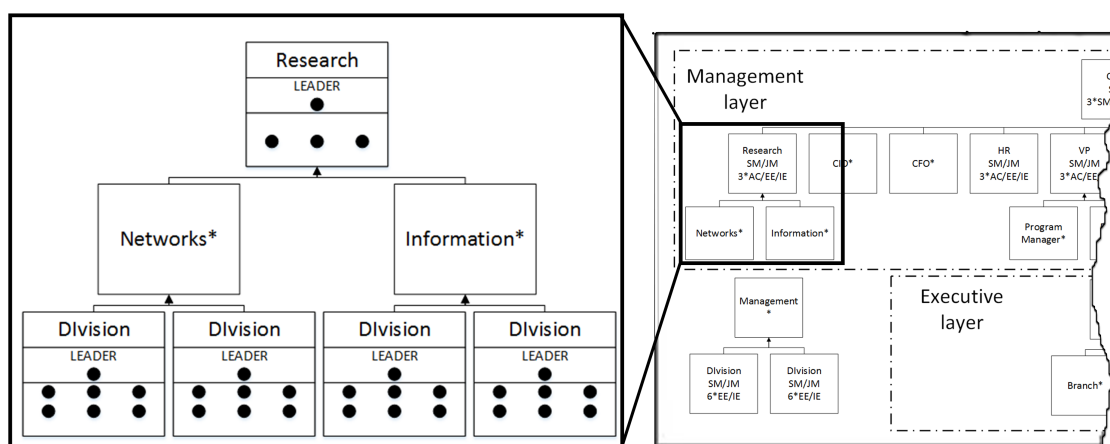 Research
LEADER
Networks*
Information*
DIvision
LEADER
DIvision
LEADER
DIvision
LEADER
DIvision
LEADER
Management
layer
3*SM
Research
SM/JM
3*AC/EE/IE
CIO*
CFO*
HR
SM/JM
3*AC/EE/IE
VP
SM/JM
3*AC/EE/
Networks*
Information*
Program
Manager*
Management
*
DIvision
SM/JM
6*EE/IE
DIvision
SM/JM
6*EE/IE
Executive
layer
Branch*